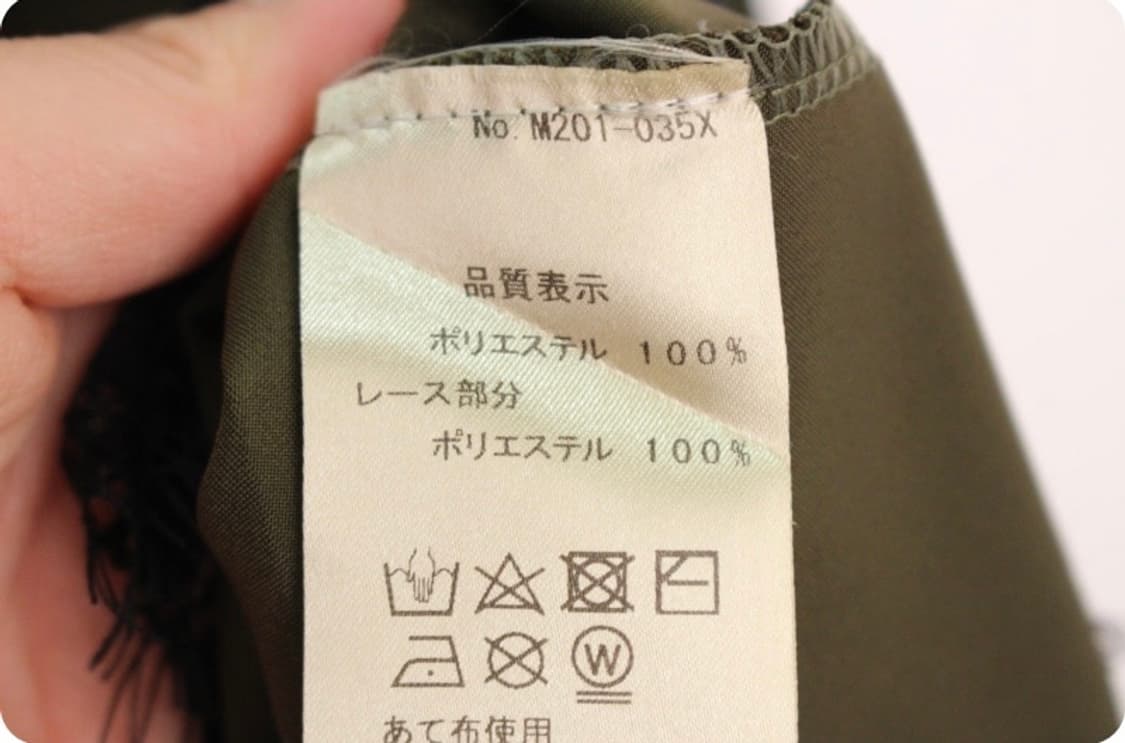 No. M201-035X
品質表示
ポリエステル 100%
レース部分
ポリエステル 100%
W
あて布使用